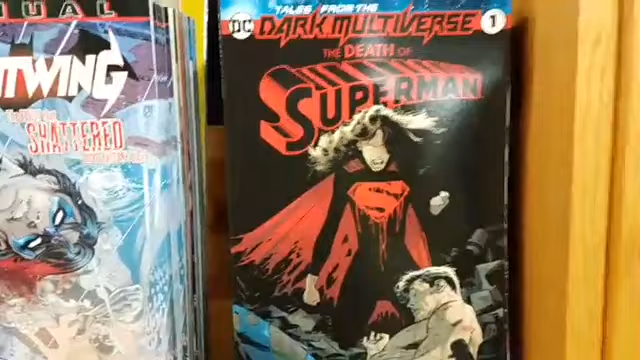 UAL
TWING
SHATTERED
TALES FROM THE
DC DARK MULTIVERSE 1
THE DEATH OF
SUPERMAN